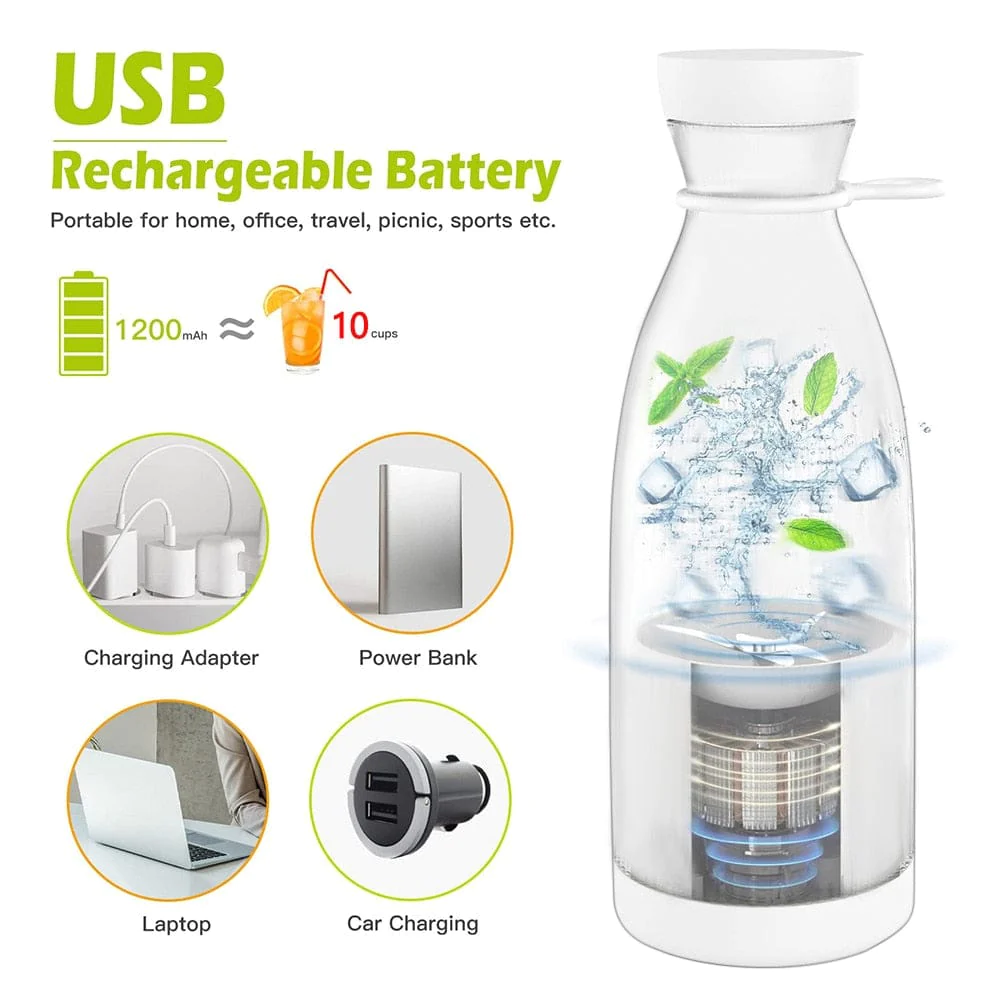 USB
Rechargeable Battery
Portable for home, office, travel, picnic, sports etc.
1200mAh ≈ 10 cups
Charging Adapter
Power Bank
Laptop
Car Charging